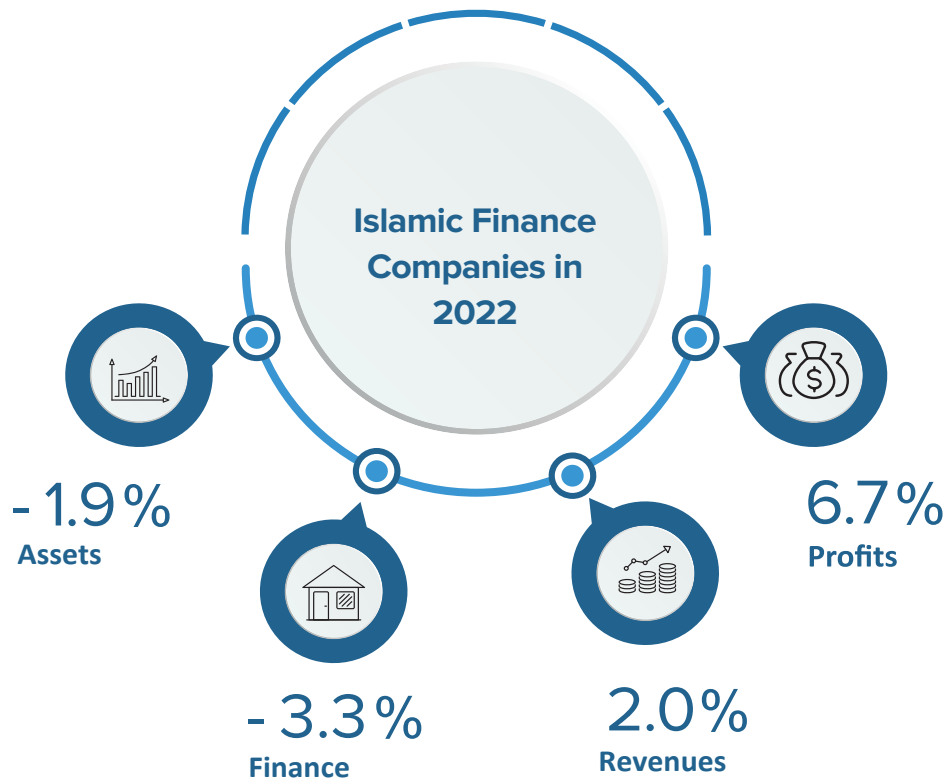 Islamic Finance
Companies in
2022
$
- 1.9%
Assets
- 3.3%
Finance
2.0%
Revenues
6.7%
Profits